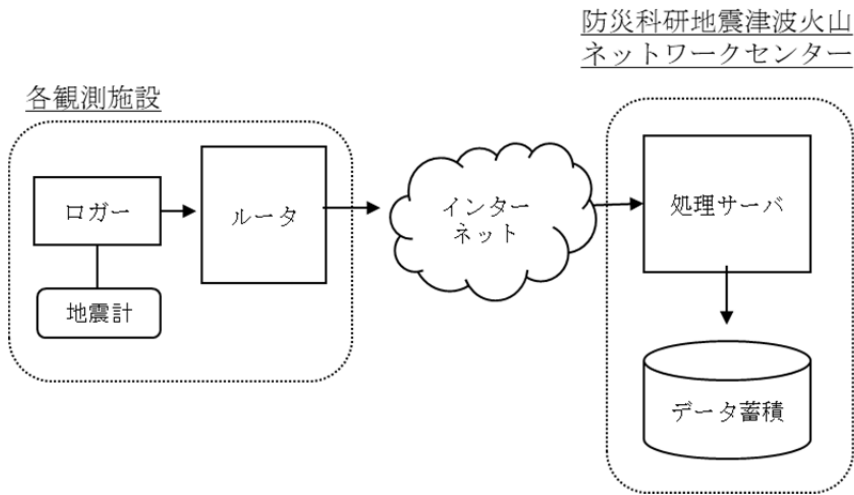 防災科研地震津波火山
ネットワークセンター
各観測施設
ロガー
ルータ
インター
ネット
処理サーバ
地震計
データ蓄積